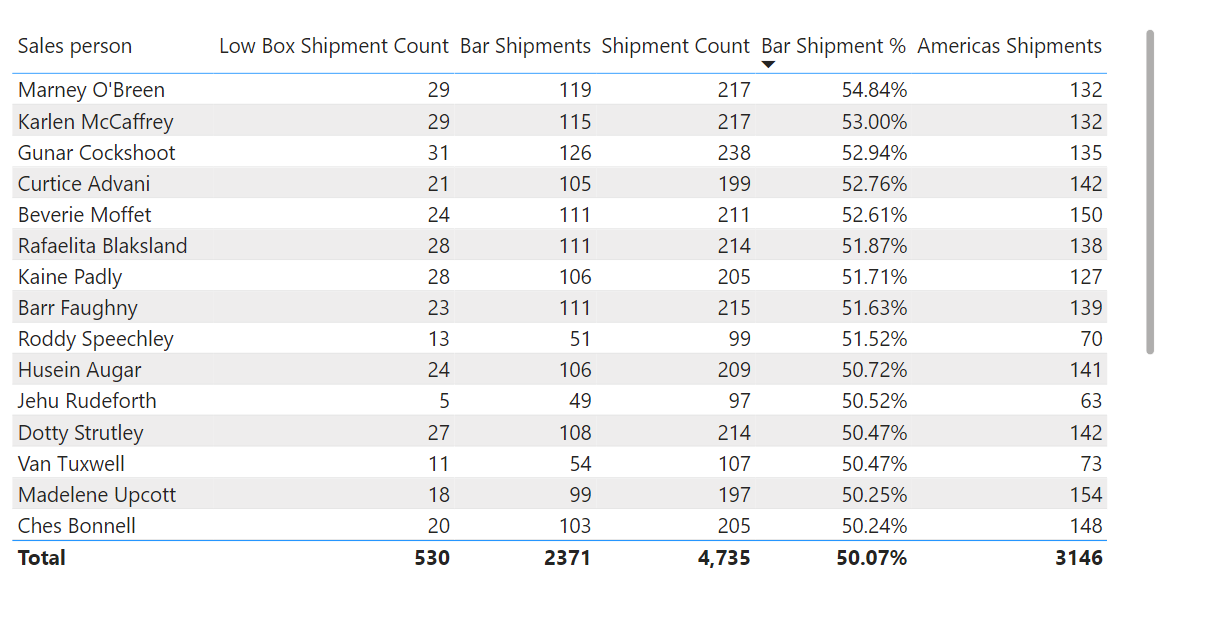 Sales person Low Box Shipment Count Bar Shipments Shipment Count Bar Shipment % Americas Shipments
Marney O'Breen 29 119 217 54.84% 132
Karlen McCaffrey 29 115 217 53.00% 132
Gunar Cockshoot 31 126 238 52.94% 135
Curtice Advani 21 105 199 52.76% 142
Beverie Moffet 24 111 211 52.61% 150
Rafaelita Blaksland 28 111 214 51.87% 138
Kaine Padly 28 106 205 51.71% 127
Barr Faughny 23 111 215 51.63% 139
Roddy Speechley 13 51 99 51.52% 70
Husein Augar 24 106 209 50.72% 141
Jehu Rudeforth 5 49 97 50.52% 63
Dotty Strutley 27 108 214 50.47% 142
Van Tuxwell 11 54 107 50.47% 73
Madelene Upcott 18 99 197 50.25% 154
Ches Bonnell 20 103 205 50.24% 148
Total 530 2371 4,735 50.07% 3146